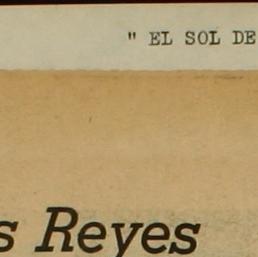 " EL SOL DE
s Reyes